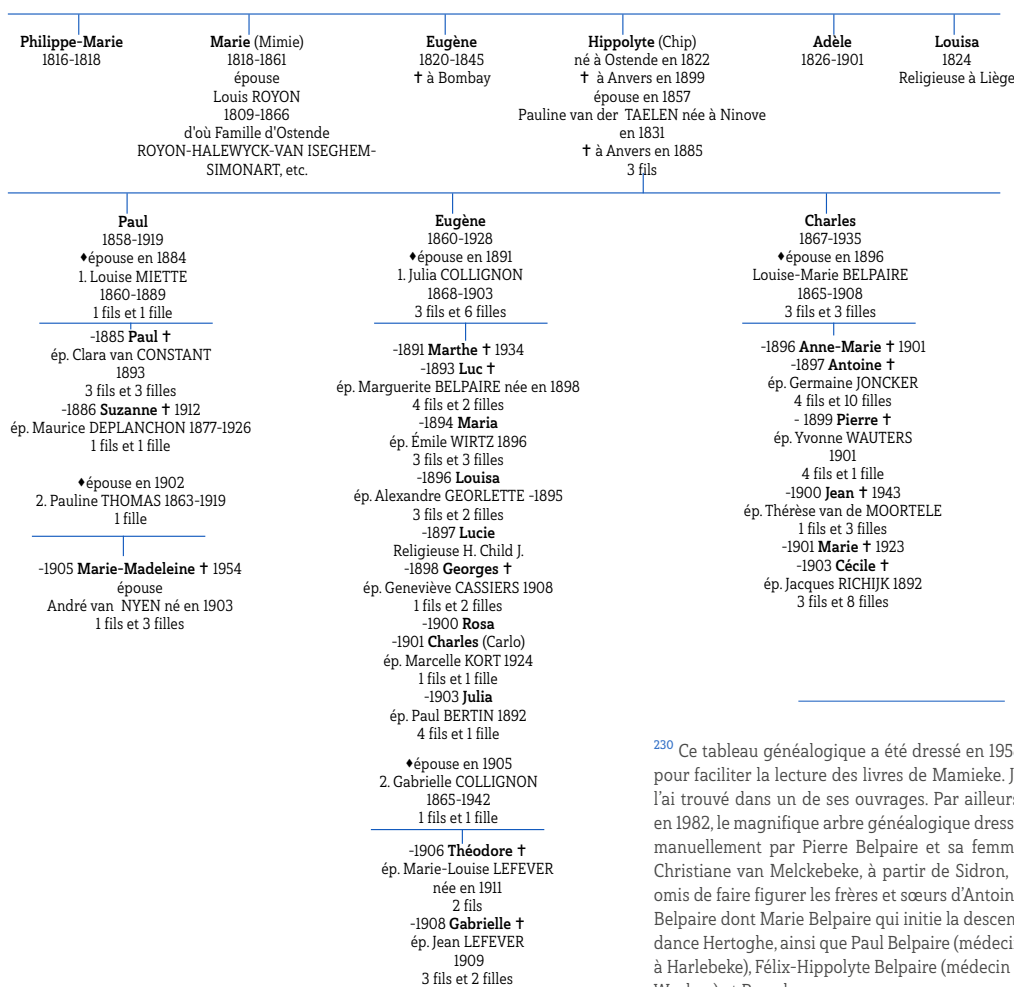 Philippe-Marie
1816-1818
Marie (Mimie)
1818-1861
épouse
Louis ROYON
1809-1866
d'où Famille d'Ostende
ROYON-HALEWYCK-VAN ISEGHEM-
SIMONART, etc.
Eugène
1820-1845
✝ à Bombay
Hippolyte (Chip)
né à Ostende en 1822
✝ à Anvers en 1899
épouse en 1857
Pauline van der TAELEN née à Ninove
en 1831
✝ à Anvers en 1885
3 fils
Adèle
1826-1901
Louisa
1824
Religieuse à Liège
Paul
1858-1919
♦épouse en 1884
1. Louise MIETTE
1860-1889
1 fils et 1 fille
-1885 Paul ✝
ép. Clara van CONSTANT
1893
3 fils et 3 filles
-1886 Suzanne ✝ 1912
ép. Maurice DEPLANCHON 1877-1926
1 fils et 1 fille
♦épouse en 1902
2. Pauline THOMAS 1863-1919
1 fille
-1905 Marie-Madeleine ✝ 1954
épouse
André van NYEN né en 1903
1 fils et 3 filles
Eugène
1860-1928
♦épouse en 1891
1. Julia COLLIGNON
1868-1903
3 fils et 6 filles
-1891 Marthe ✝ 1934
-1893 Luc ✝
ép. Marguerite BELPAIRE née en 1898
4 fils et 2 filles
-1894 Maria
ép. Émile WIRTZ 1896
3 fils et 3 filles
-1896 Louisa
ép. Alexandre GEORLETTE -1895
3 fils et 2 filles
-1897 Lucie
Religieuse H. Child J.
-1898 Georges ✝
ép. Geneviève CASSIERS 1908
1 fils et 2 filles
-1900 Rosa
-1901 Charles (Carlo)
ép. Marcelle KORT 1924
1 fils et 1 fille
-1903 Julia
ép. Paul BERTIN 1892
4 fils et 1 fille
♦épouse en 1905
2. Gabrielle COLLIGNON
1865-1942
1 fils et 1 fille
-1906 Théodore ✝
ép. Marie-Louise LEFEVER
née en 1911
2 fils
-1908 Gabrielle ✝
ép. Jean LEFEVER
1909
3 fils et 2 filles
Charles
1867-1935
♦épouse en 1896
Louise-Marie BELPAIRE
1865-1908
3 fils et 3 filles
-1896 Anne-Marie ✝ 1901
-1897 Antoine ✝
ép. Germaine JONCKER
4 fils et 10 filles
- 1899 Pierre ✝
ép. Yvonne WAUTERS
1901
4 fils et 1 fille
-1900 Jean ✝ 1943
ép. Thérèse van de MOORTELE
1 fils et 3 filles
-1901 Marie ✝ 1923
-1903 Cécile ✝
ép. Jacques RICHIJK 1892
3 fils et 8 filles
230 Ce tableau généalogique a été dressé en
pour faciliter la lecture des livres de Mamieke.
l'ai trouvé dans un de ses ouvrages. Par ailleurs
en 1982, le magnifique arbre généalogique dress
manuellement par Pierre Belpaire et sa femm
Christiane van Melckebeke, à partir de Sidron,
omis de faire figurer les frères et sœurs d'Antoin
Belpaire dont Marie Belpaire qui initie la descen
dance Hertoghe, ainsi que Paul Belpaire (médeci
à Harlebeke), Félix-Hippolyte Belpaire (médecin